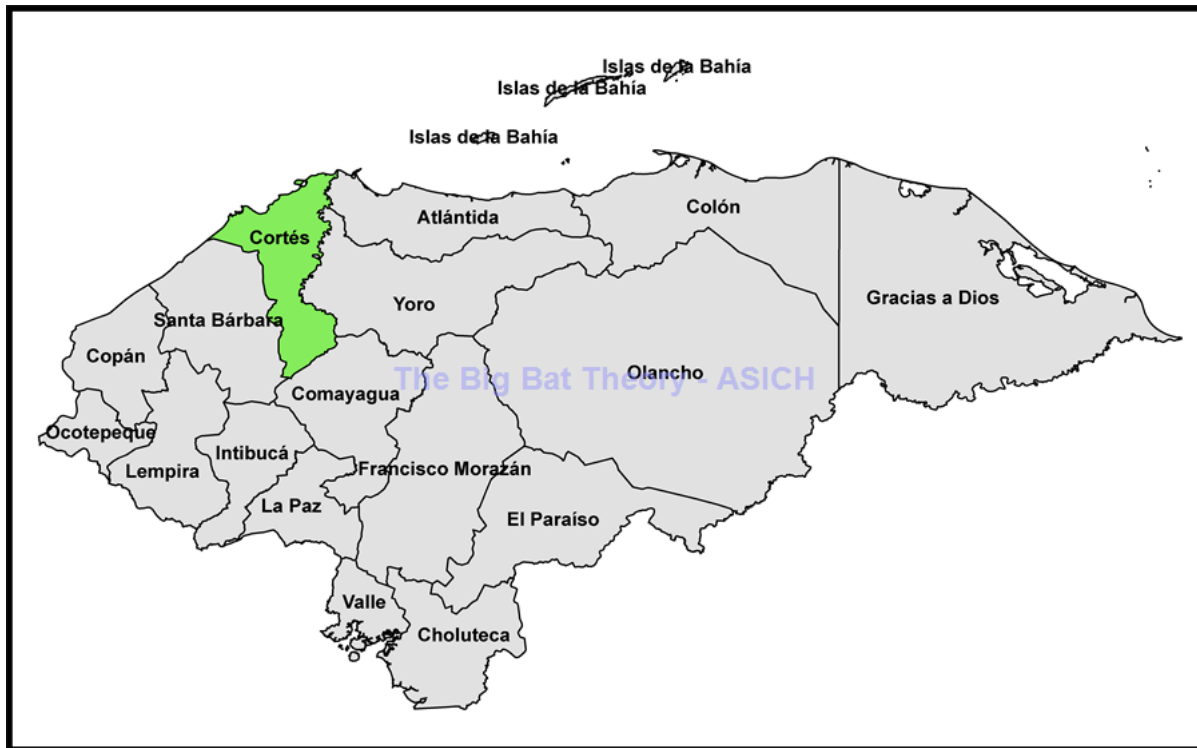 Islas de la Bahía
Islas de la Bahía
Islas de la Bahía
Cortés
Atlántida
Colón
Yoro
Gracias a Dios
Santa Bárbara
Copán
Olancho
The Big Bat Theory - ASICH
Comayagua
Ocotepeque
Intibucá
Lempira
Francisco Morazán
La Paz
El Paraíso
Valle
Choluteca